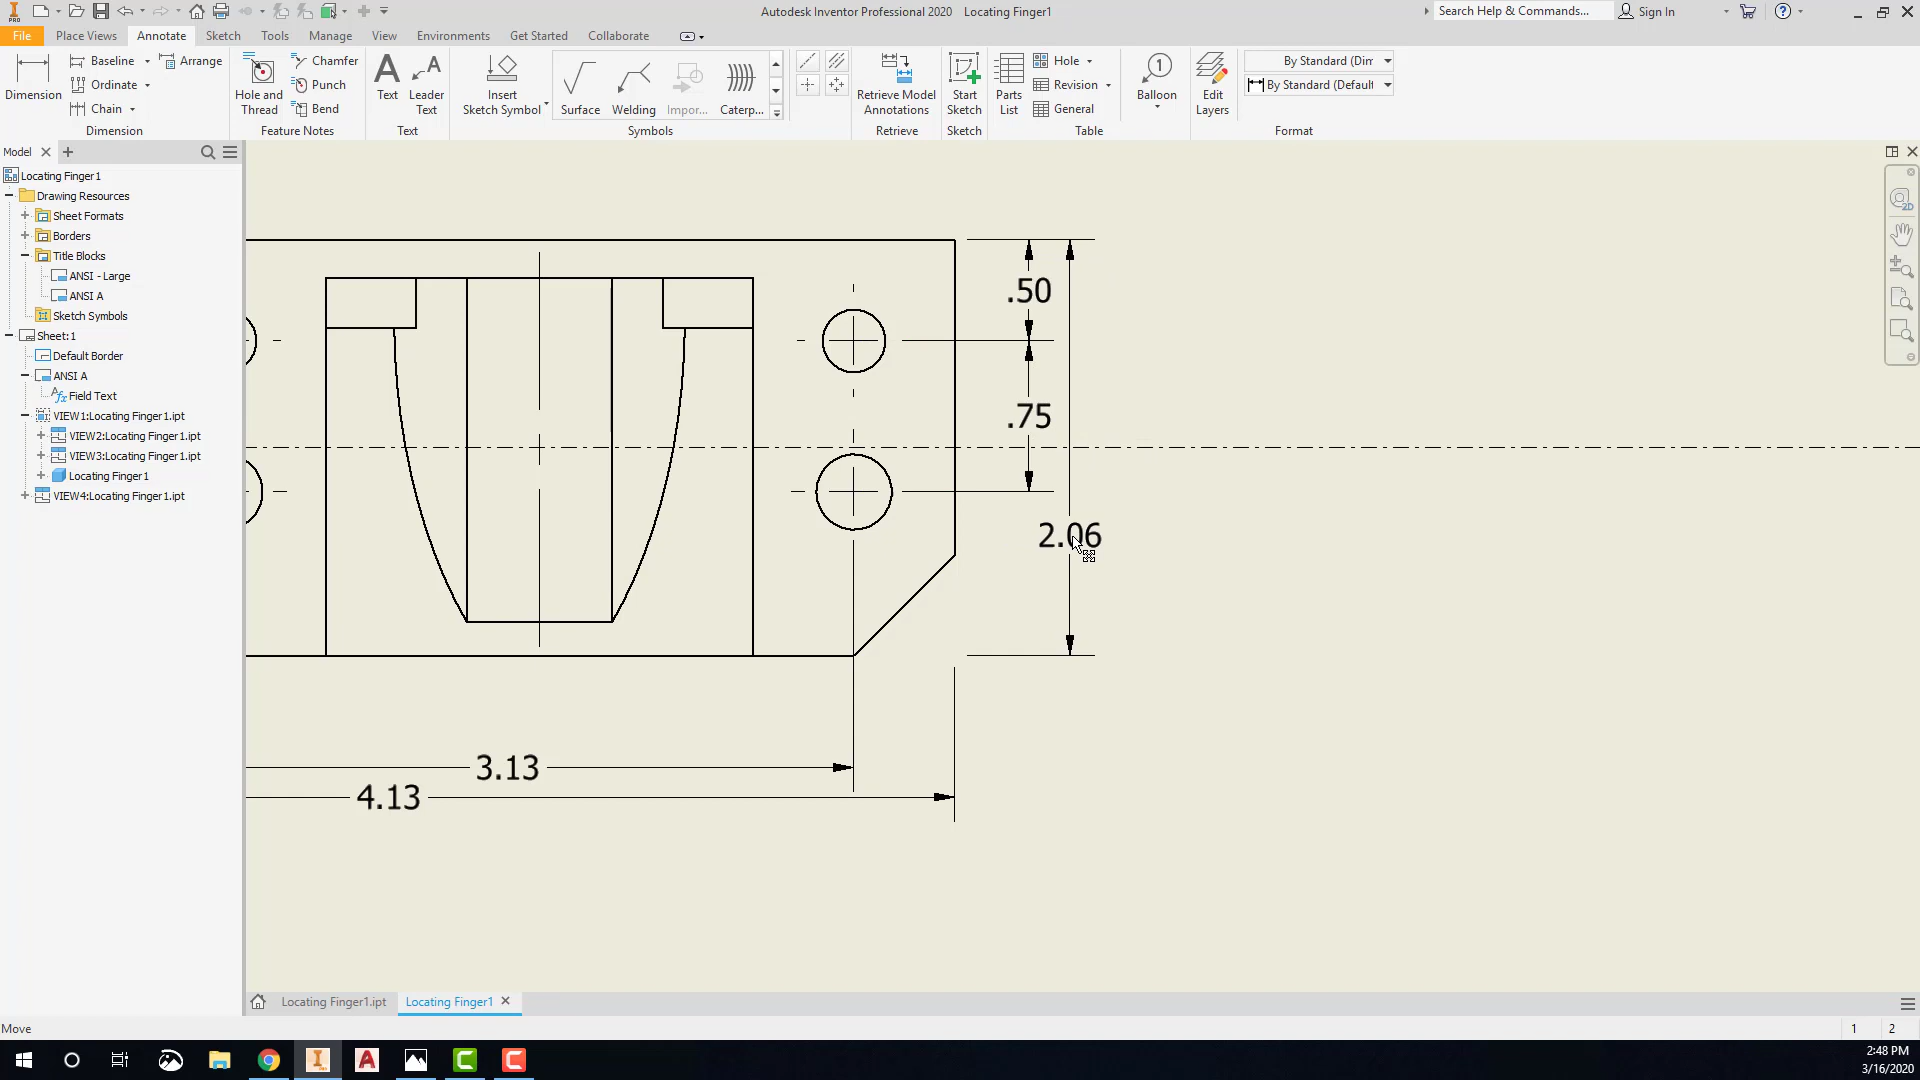 Autodesk Inventor Professional 2020 Locating Finger1
Search Help & Commands...
Sign In
File Place Views Annotate Sketch Tools Manage View Environments Get Started Collaborate
Dimension
Baseline
Ordinate
Chain
Arrange
Dimension
Hole and
Thread
Chamfer
Punch
Bend
Feature Notes
Text
Leader
Text
Text
Insert
Sketch Symbol
Surface
Welding
Impor...
Caterp...
Symbols
Retrieve Model
Annotations
Retrieve
Start
Sketch
Sketch
Parts
List
Hole
Revision
General
Table
Balloon
Edit
Layers
By Standard (Dim
By Standard (Default
Format
Model
Locating Finger1
Drawing Resources
Sheet Formats
Borders
Title Blocks
ANSI - Large
ANSI A
Sketch Symbols
Sheet:1
Default Border
ANSI A
Field Text
VIEW1:Locating Finger1.ipt
VIEW2:Locating Finger1.ipt
VIEW3:Locating Finger1.ipt
Locating Finger1
VIEW4:Locating Finger1.ipt
.50
.75
2.06
3.13
4.13
Locating Finger1.ipt
Locating Finger1
Move
1 2
2:48 PM
3/16/2020